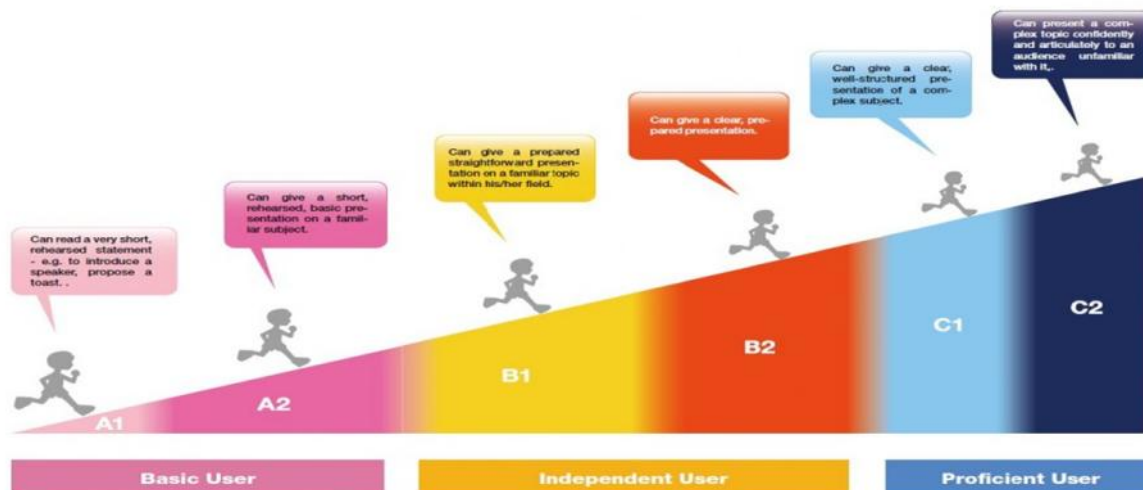 Can read a very short,
rehearsed statement
- e.g. to introduce a
speaker, propose a
toast. .
Can give a short,
rehearsed, basic pre-
sentation on a famil-
iar subject.
Can give a prepared
straightforward presen-
tation on a familiar topic
within his/her field.
Can give a clear, pre-
pared presentation.
Can give a clear,
well-structured pre-
sentation of a com-
plex subject.
Can present a com-
plex topic confidently
and articulately to an
audience unfamiliar
with it,.
A1
A2
B1
B2
C1
C2
Basic User
Independent User
Proficient User